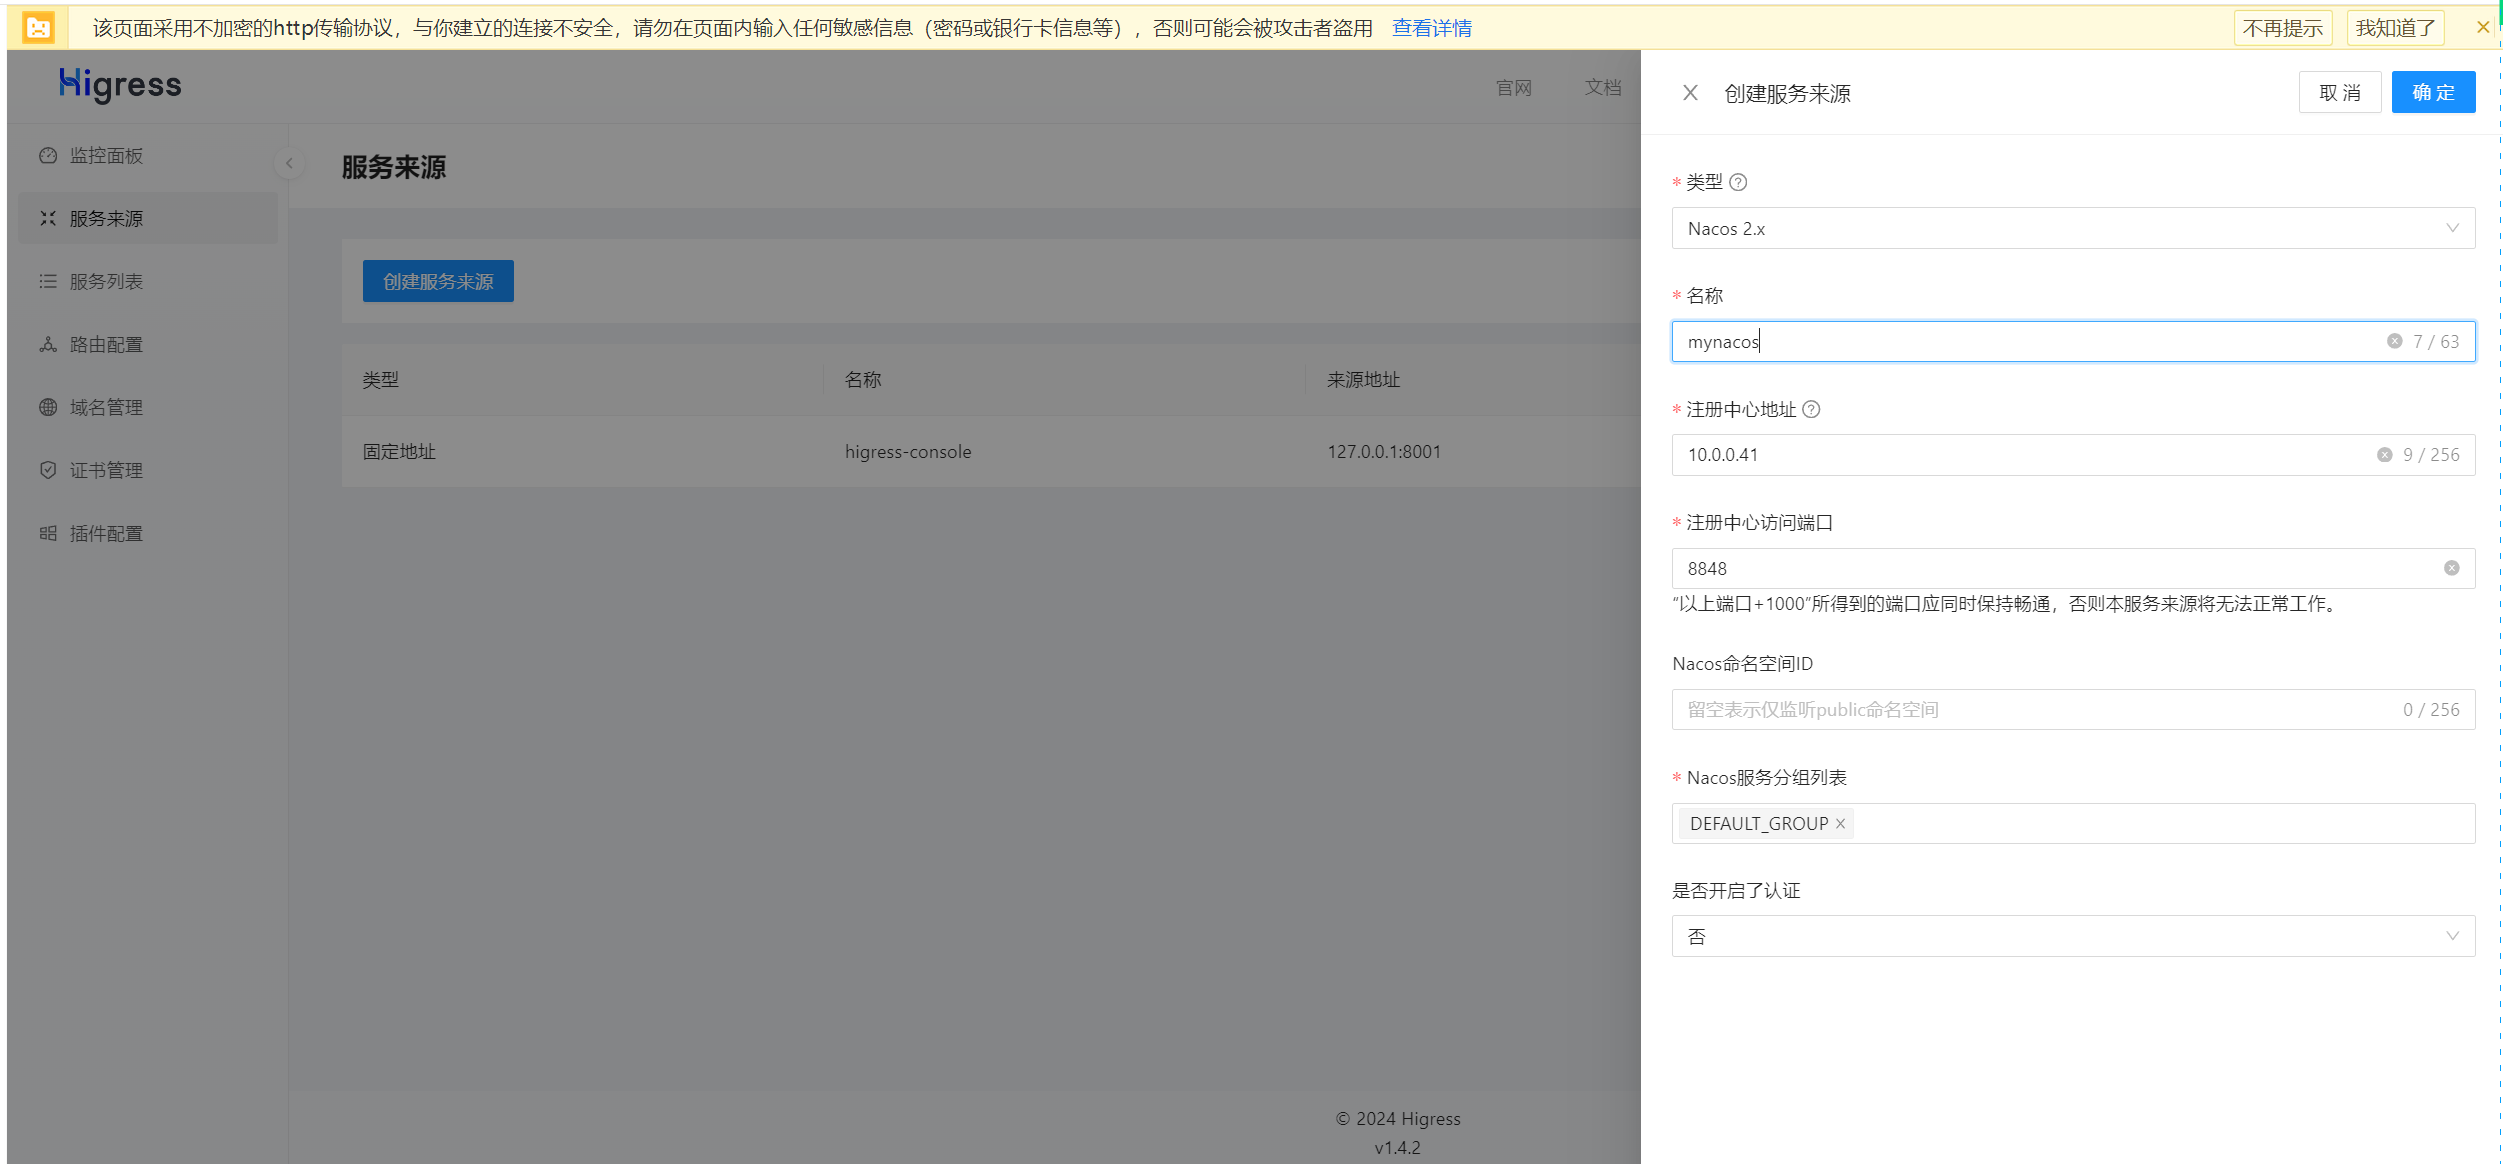 该页面采用不加密的http传输协议，与你建立的连接不安全，请勿在页面内输入任何敏感信息（密码或银行卡信息等），否则可能会被攻击者盗用 查看详情 不再提示 我知道了
Higress
官网 文档
监控面板
服务来源
服务列表
路由配置
域名管理
证书管理
插件配置
服务来源
创建服务来源
类型 名称 来源地址
固定地址 higress-console 127.0.0.1:8001
© 2024 Higress
v1.4.2
创建服务来源 取 消 确 定
* 类型
Nacos 2.x
* 名称
mynacos 7 / 63
* 注册中心地址
10.0.0.41 9 / 256
* 注册中心访问端口
8848
“以上端口+1000”所得到的端口应同时保持畅通，否则本服务来源将无法正常工作。
Nacos命名空间ID
留空表示仅监听public命名空间 0 / 256
* Nacos服务分组列表
DEFAULT_GROUP
是否开启了认证
否